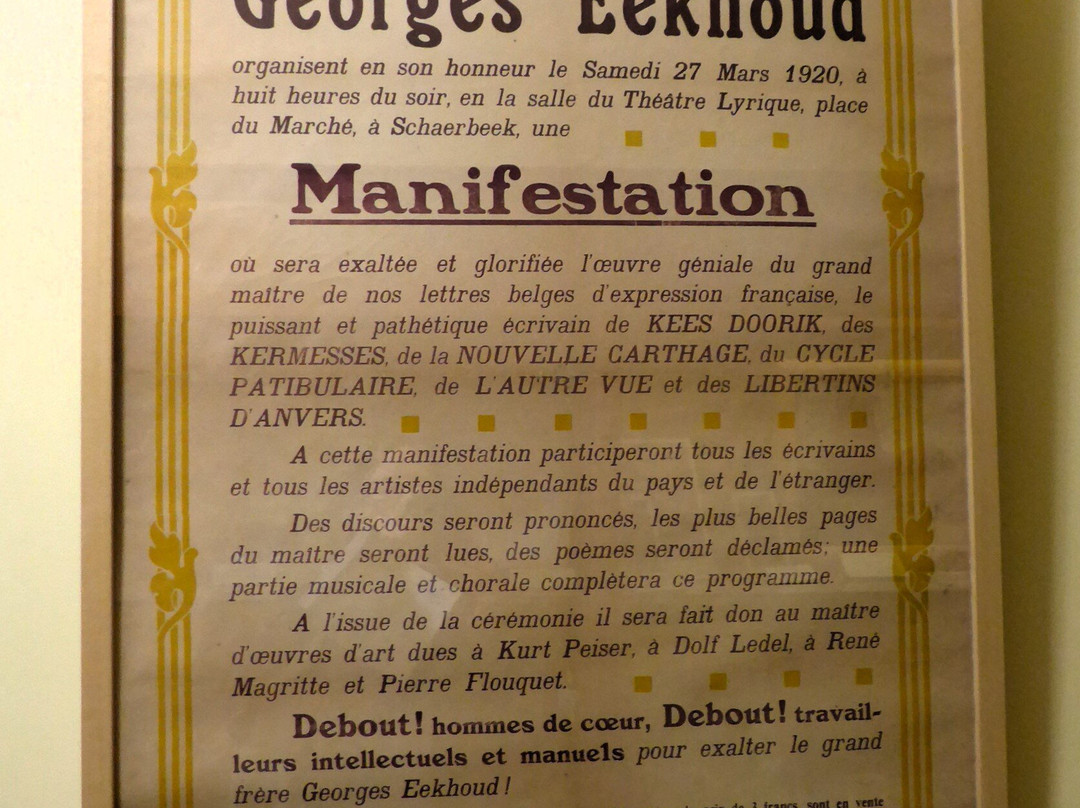 Georges Eekhoud
organisent en son honneur le Samedi 27 Mars 1920, à
huit heures du soir, en la salle du Théâtre Lyrique, place
du Marché, à Schaerbeek, une
Manifestation
où sera exaltée et glorifiée l'œuvre géniale du grand
maître de nos lettres belges d'expression française, le
puissant et pathétique écrivain de KEES DOORIK, des
KERMESSES, de la NOUVELLE CARTHAGE, du CYCLE
PATIBULAIRE, de L'AUTRE VUE et des LIBERTINS
D'ANVERS.
A cette manifestation participeront tous les écrivains
et tous les artistes indépendants du pays et de l'étranger.
Des discours seront prononcés, les plus belles pages
du maître seront lues, des poèmes seront déclamés; une
partie musicale et chorale complètera ce programme.
A l'issue de la cérémonie il sera fait don au maître
d'œuvres d'art dues à Kurt Peiser, à Dolf Ledel, à René
Magritte et Pierre Flouquet.
Debout! hommes de cœur, Debout! travail-
leurs intellectuels et manuels pour exalter le grand
frère Georges Eekhoud!
de 3 francs sont en vente